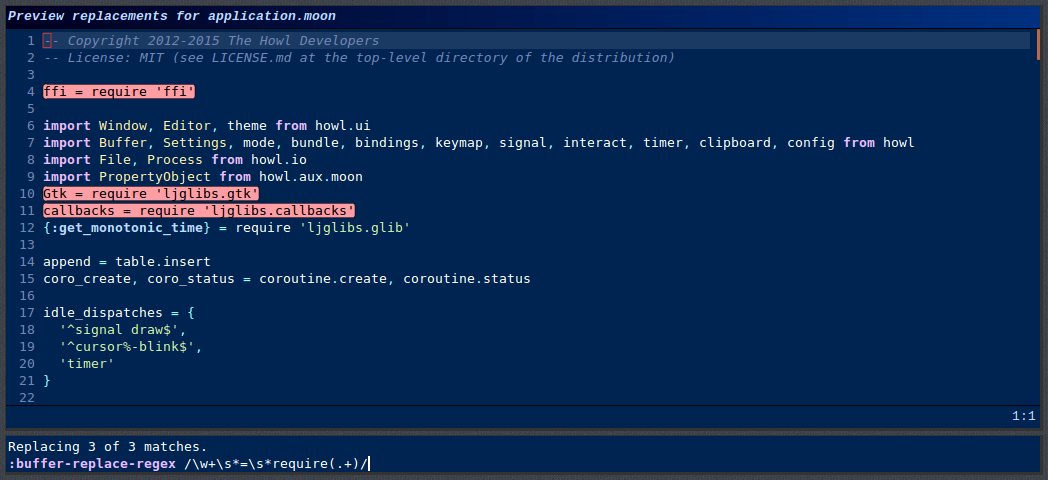 Preview replacements for application.moon
1 -- Copyright 2012-2015 The Howl Developers
2 -- License: MIT (see LICENSE.md at the top-level directory of the distribution)
3
4 ffi = require 'ffi'
5
6 import Window, Editor, theme from howl.ui
7 import Buffer, Settings, mode, bundle, bindings, keymap, signal, interact, timer, clipboard, config from howl
8 import File, Process from howl.io
9 import PropertyObject from howl.aux.moon
10 Gtk = require 'ljglibs.gtk'
11 callbacks = require 'ljglibs.callbacks'
12 {:get_monotonic_time} = require 'ljglibs.glib'
13
14 append = table.insert
15 coro_create, coro_status = coroutine.create, coroutine.status
16
17 idle_dispatches = {
18   '^signal draw$',
19   '^cursor%-blink$',
20   'timer'
21 }
22
1:1
Replacing 3 of 3 matches.
:buffer-replace-regex /\w+\s*=\s*require(.+)/